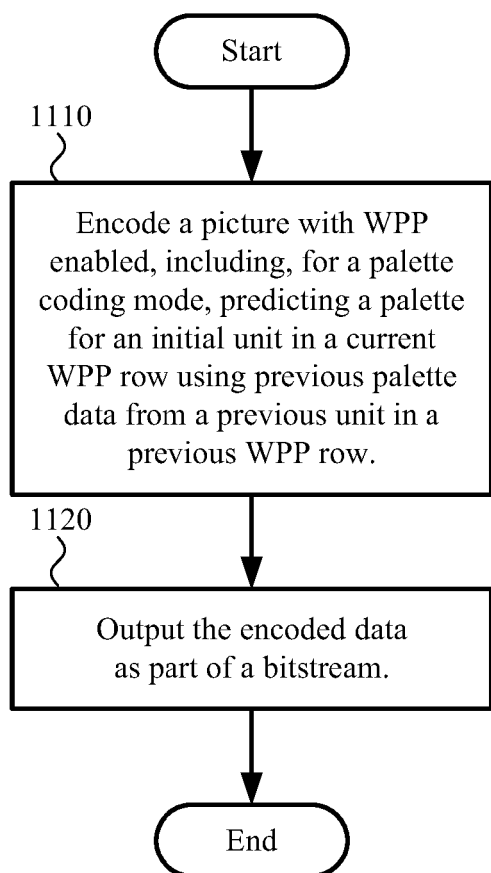 Start
1110
Encode a picture with WPP
enabled, including, for a palette
coding mode, predicting a palette
for an initial unit in a current
WPP row using previous palette
data from a previous unit in a
previous WPP row.
1120
Output the encoded data
as part of a bitstream.
End